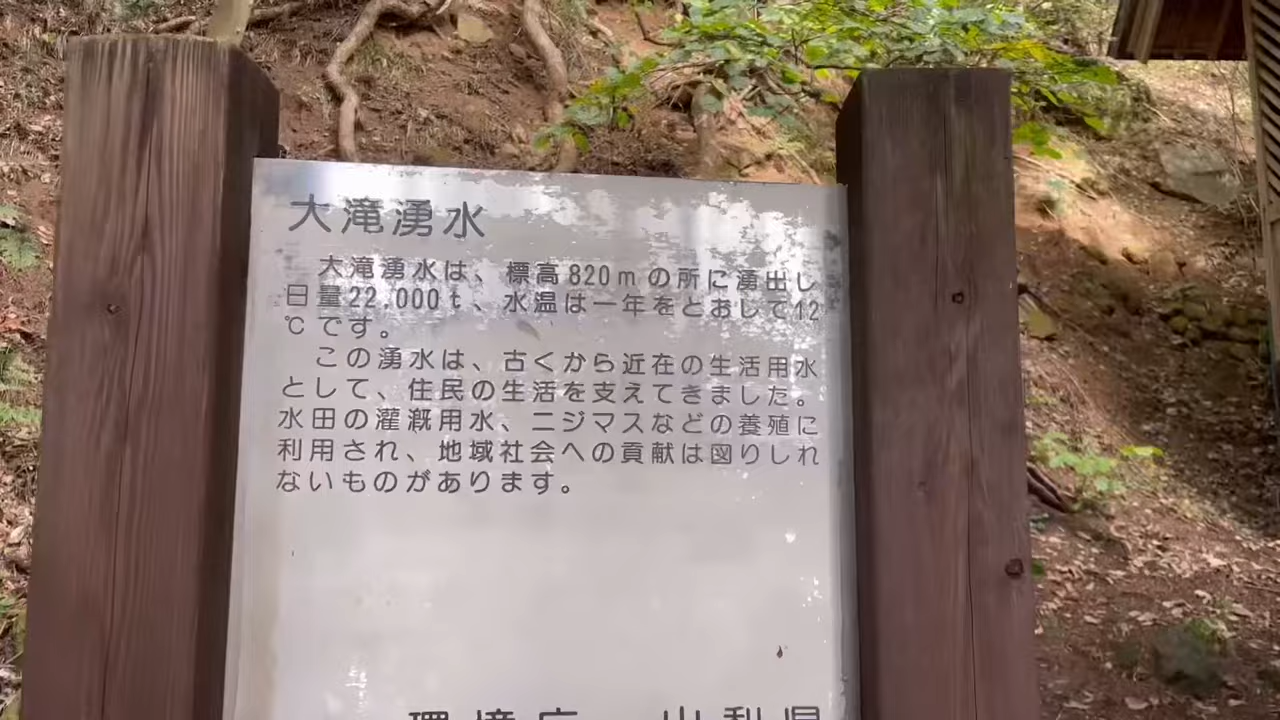 大滝湧水
大滝湧水は、標高820mの所に湧出し
日量22,000t、水温は一年をとおして12
℃です。
この湧水は、古くから近在の生活用水
として、住民の生活を支えてきました。
水田の灌漑用水、ニジマスなどの養殖に
利用され、地域社会への貢献は図りしれ
ないものがあります。
環境庁 山梨県